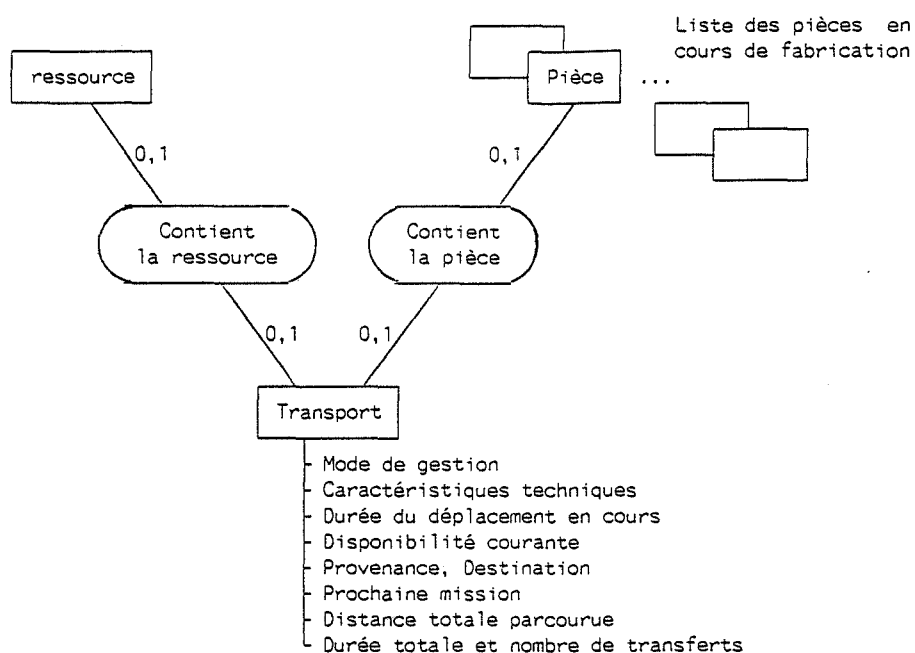 Liste des pièces en
cours de fabrication
ressource
Pièce
...
0,1
0,1
Contient
la ressource
Contient
la pièce
0,1
0,1
Transport
Mode de gestion
Caractéristiques techniques
Durée du déplacement en cours
Disponibilité courante
Provenance, Destination
Prochaine mission
Distance totale parcourue
Durée totale et nombre de transferts